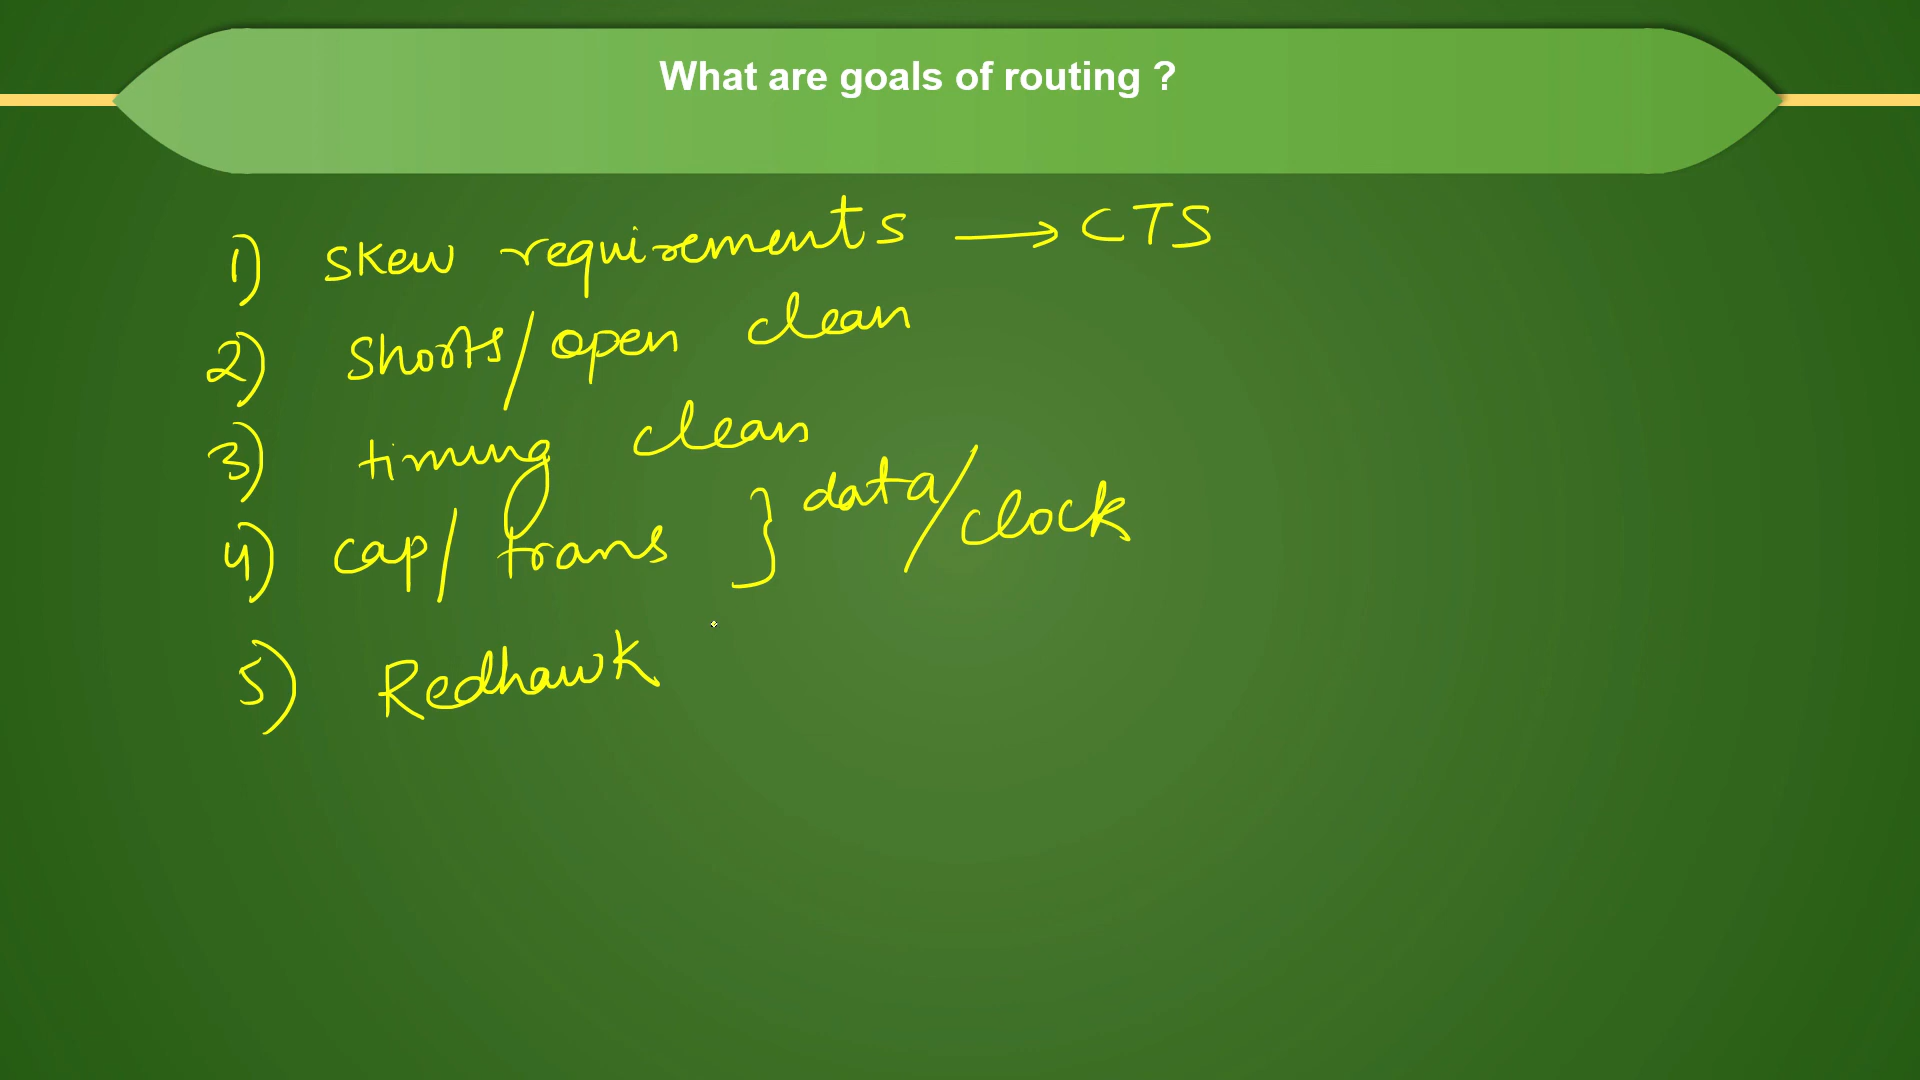 What are goals of routing ?
1) skew requirements → CTS
2) shorts/open clean
3) timing clean
4) cap/trans } data/clock
5) Redhawk